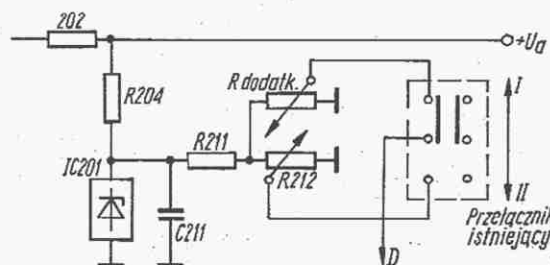 202
+Ua
R204
R dodatk.
I
R211
IC201
R212
C211
II
Przełącznik
istniejący
D